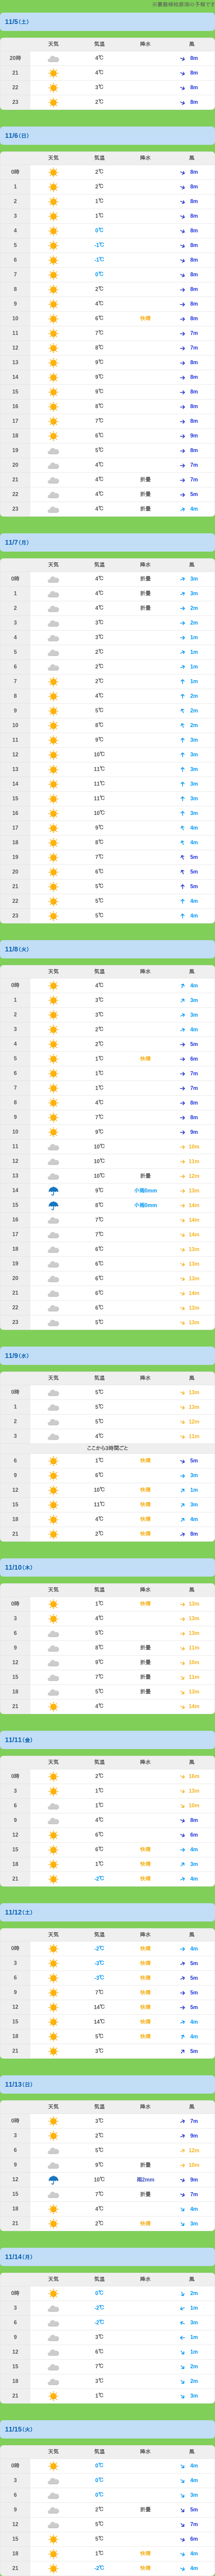 ※裏磐梯桧原湖の予報です
11/5(土)
天気 気温 降水 風
20時 4℃ 8m
21 4℃ 8m
22 3℃ 8m
23 2℃ 8m
11/6(日)
天気 気温 降水 風
0時 2℃ 8m
1 2℃ 8m
2 1℃ 8m
3 1℃ 8m
4 0℃ 8m
5 -1℃ 8m
6 -1℃ 8m
7 0℃ 8m
8 2℃ 8m
9 4℃ 8m
10 6℃ 快晴 8m
11 7℃ 7m
12 8℃ 7m
13 9℃ 8m
14 9℃ 8m
15 9℃ 8m
16 8℃ 8m
17 7℃ 8m
18 6℃ 9m
19 5℃ 8m
20 4℃ 7m
21 4℃ 折畳 7m
22 4℃ 折畳 5m
23 4℃ 折畳 4m
11/7(月)
天気 気温 降水 風
0時 4℃ 折畳 3m
1 4℃ 折畳 3m
2 4℃ 折畳 2m
3 3℃ 2m
4 3℃ 1m
5 2℃ 1m
6 2℃ 1m
7 2℃ 1m
8 4℃ 2m
9 5℃ 2m
10 8℃ 2m
11 9℃ 3m
12 10℃ 3m
13 11℃ 3m
14 11℃ 3m
15 11℃ 3m
16 10℃ 3m
17 9℃ 4m
18 8℃ 4m
19 7℃ 5m
20 6℃ 5m
21 5℃ 5m
22 5℃ 4m
23 5℃ 4m
11/8(火)
天気 気温 降水 風
0時 4℃ 4m
1 3℃ 3m
2 3℃ 3m
3 2℃ 4m
4 2℃ 5m
5 1℃ 快晴 6m
6 1℃ 7m
7 1℃ 7m
8 4℃ 8m
9 7℃ 8m
10 9℃ 9m
11 10℃ 10m
12 10℃ 11m
13 10℃ 折畳 12m
14 9℃ 小雨0mm 13m
15 8℃ 小雨0mm 14m
16 7℃ 14m
17 7℃ 14m
18 6℃ 13m
19 6℃ 13m
20 6℃ 13m
21 6℃ 14m
22 6℃ 13m
23 5℃ 13m
11/9(水)
天気 気温 降水 風
0時 5℃ 13m
1 5℃ 12m
2 5℃ 12m
3 4℃ 11m
ここから3時間ごと
6 1℃ 快晴 5m
9 6℃ 3m
12 10℃ 快晴 1m
15 11℃ 快晴 3m
18 4℃ 快晴 4m
21 2℃ 快晴 8m
11/10(木)
天気 気温 降水 風
0時 1℃ 快晴 13m
3 4℃ 13m
6 5℃ 13m
9 8℃ 折畳 11m
12 9℃ 折畳 10m
15 7℃ 折畳 11m
18 5℃ 折畳 13m
21 4℃ 14m
11/11(金)
天気 気温 降水 風
0時 2℃ 16m
3 1℃ 13m
6 1℃ 10m
9 4℃ 8m
12 6℃ 6m
15 6℃ 快晴 4m
18 1℃ 快晴 3m
21 -2℃ 快晴 4m
11/12(土)
天気 気温 降水 風
0時 -2℃ 快晴 4m
3 -3℃ 快晴 5m
6 -3℃ 快晴 5m
9 7℃ 快晴 5m
12 14℃ 快晴 5m
15 14℃ 快晴 4m
18 5℃ 快晴 4m
21 3℃ 5m
11/13(日)
天気 気温 降水 風
0時 3℃ 7m
3 2℃ 9m
6 5℃ 12m
9 9℃ 折畳 10m
12 10℃ 雨2mm 9m
15 7℃ 折畳 7m
18 4℃ 4m
21 2℃ 快晴 3m
11/14(月)
天気 気温 降水 風
0時 0℃ 2m
3 -2℃ 1m
6 -2℃ 3m
9 3℃ 1m
12 6℃ 1m
15 7℃ 2m
18 3℃ 2m
21 1℃ 3m
11/15(火)
天気 気温 降水 風
0時 0℃ 4m
3 0℃ 4m
6 0℃ 3m
9 2℃ 折畳 5m
12 5℃ 7m
15 5℃ 6m
18 1℃ 快晴 4m
21 -2℃ 快晴 4m